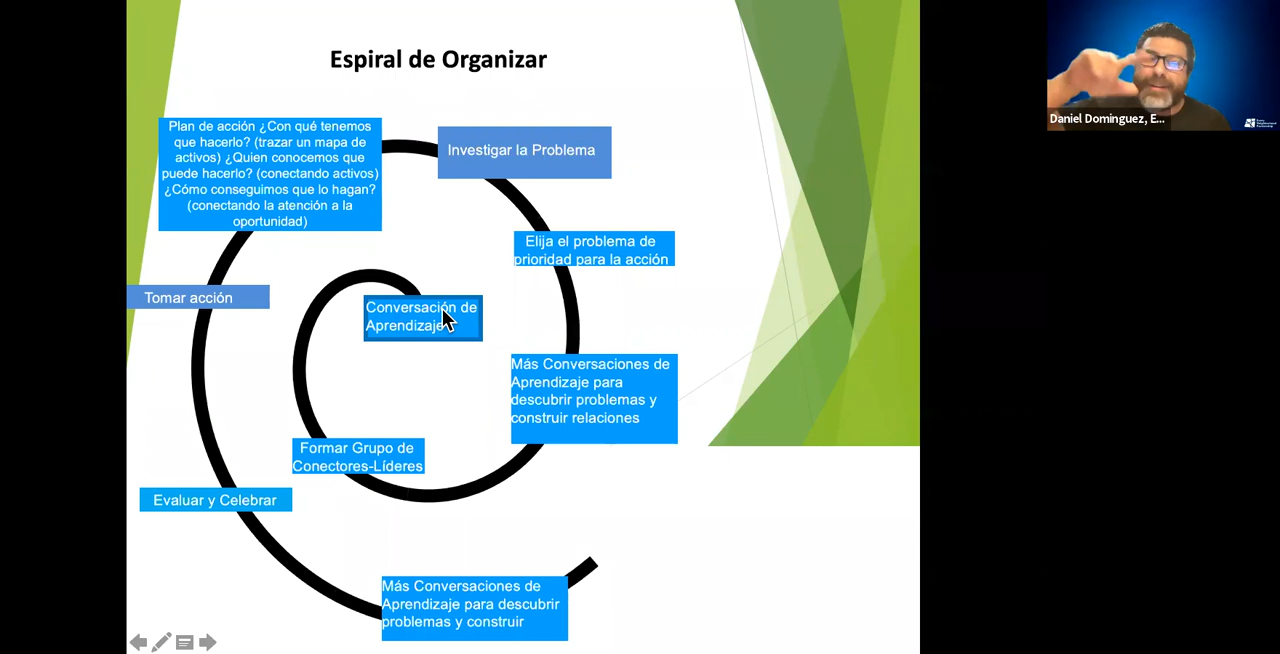 Espiral de Organizar
Plan de acción ¿Con qué tenemos
que hacerlo? (trazar un mapa de
activos) ¿Quien conocemos que
puede hacerlo? (conectando activos)
¿Cómo conseguimos que lo hagan?
(conectando la atención a la
oportunidad)
Investigar la Problema
Elija el problema de
prioridad para la acción
Tomar acción
Conversación de
Aprendizaje
Más Conversaciones de
Aprendizaje para
descubrir problemas y
construir relaciones
Formar Grupo de
Conectores-Líderes
Evaluar y Celebrar
Más Conversaciones de
Aprendizaje para descubrir
problemas y construir
Daniel Dominguez, E...